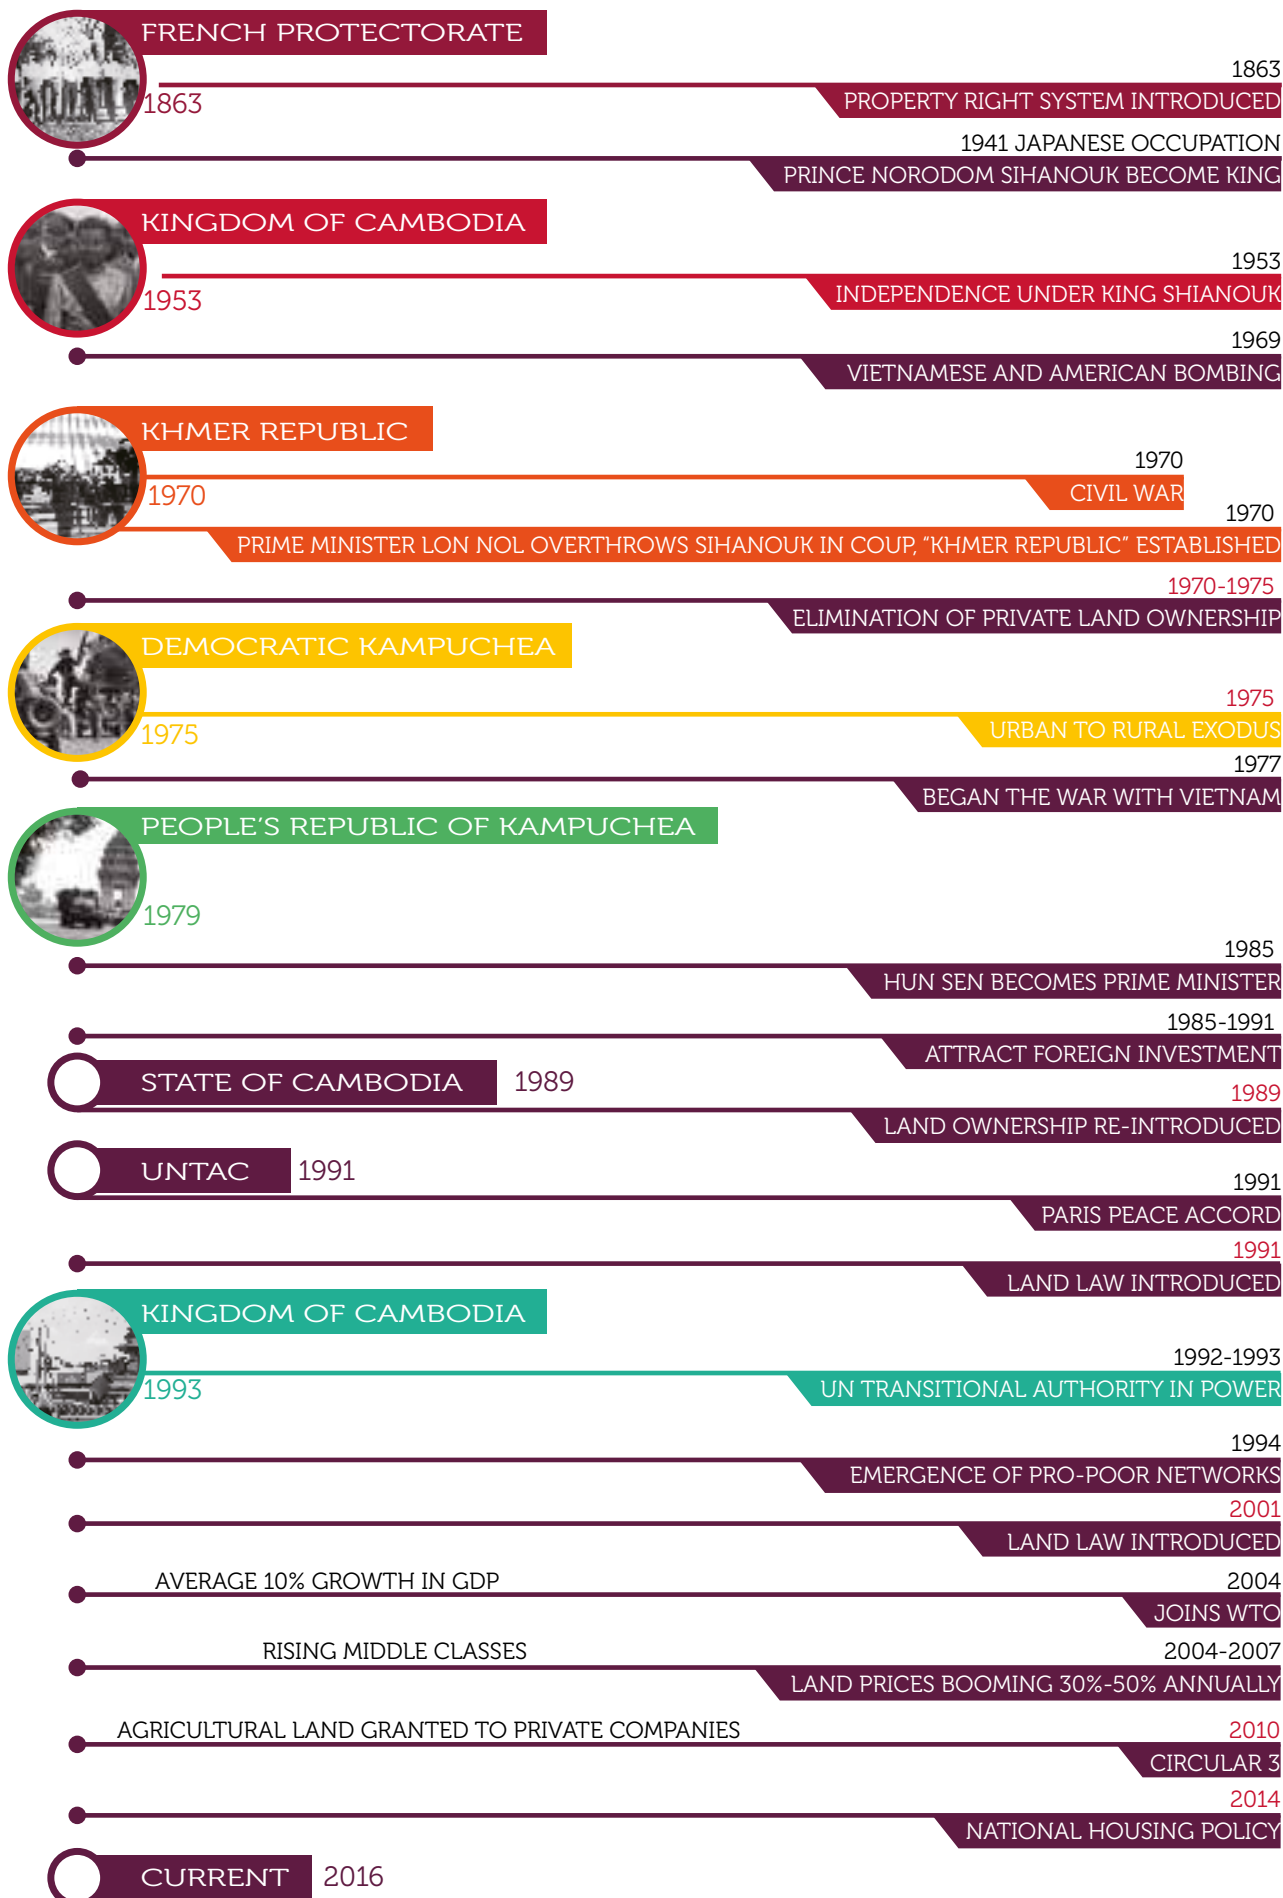 FRENCH PROTECTORATE
1863
1863
PROPERTY RIGHT SYSTEM INTRODUCED
1941 JAPANESE OCCUPATION
PRINCE NORODOM SIHANOUK BECOME KING
KINGDOM OF CAMBODIA
1953
1953
INDEPENDENCE UNDER KING SHIANOUK
1969
VIETNAMESE AND AMERICAN BOMBING
KHMER REPUBLIC
1970
1970
CIVIL WAR
1970
PRIME MINISTER LON NOL OVERTHROWS SIHANOUK IN COUP, "KHMER REPUBLIC" ESTABLISHED
1970-1975
ELIMINATION OF PRIVATE LAND OWNERSHIP
DEMOCRATIC KAMPUCHEA
1975
1975
URBAN TO RURAL EXODUS
1977
BEGAN THE WAR WITH VIETNAM
PEOPLE'S REPUBLIC OF KAMPUCHEA
1979
1985
HUN SEN BECOMES PRIME MINISTER
1985-1991
ATTRACT FOREIGN INVESTMENT
STATE OF CAMBODIA 1989
1989
LAND OWNERSHIP RE-INTRODUCED
UNTAC 1991
1991
PARIS PEACE ACCORD
1991
LAND LAW INTRODUCED
KINGDOM OF CAMBODIA
1993
1992-1993
UN TRANSITIONAL AUTHORITY IN POWER
1994
EMERGENCE OF PRO-POOR NETWORKS
2001
LAND LAW INTRODUCED
AVERAGE 10% GROWTH IN GDP 2004
JOINS WTO
RISING MIDDLE CLASSES 2004-2007
LAND PRICES BOOMING 30%-50% ANNUALLY
AGRICULTURAL LAND GRANTED TO PRIVATE COMPANIES 2010
CIRCULAR 3
2014
NATIONAL HOUSING POLICY
CURRENT 2016